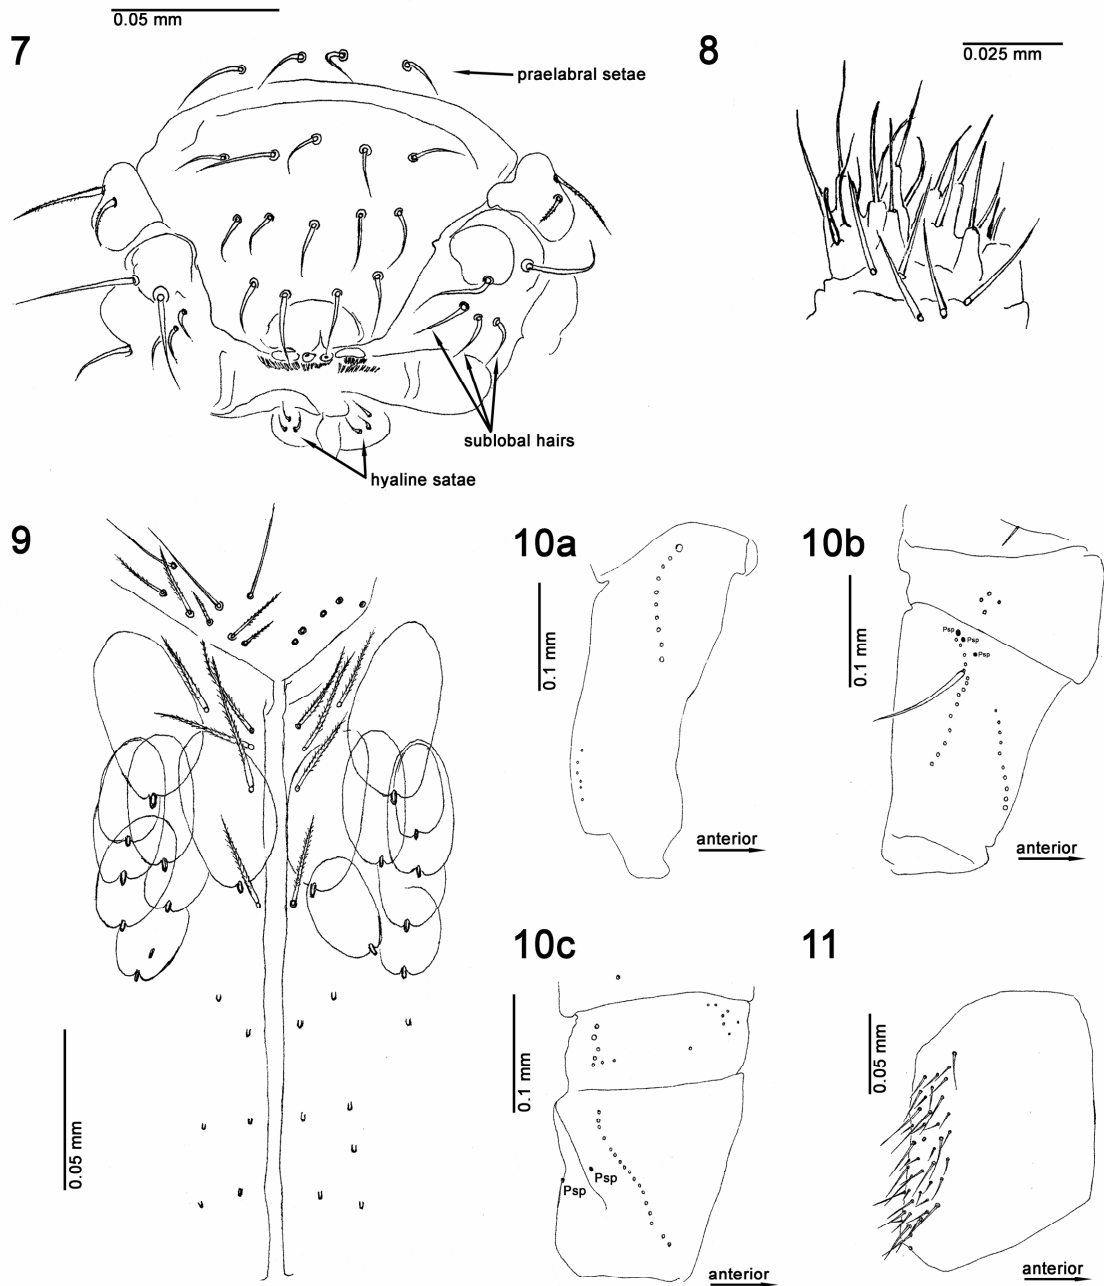 0.05 mm
7
praelabral setae
8
0.025 mm
sublobal hairs
hyaline satae
9
0.05 mm
10a
0.1 mm
anterior
10b
0.1 mm
Psp
Psp
Psp
anterior
10c
0.1 mm
Psp
Psp
anterior
11
0.05 mm
anterior